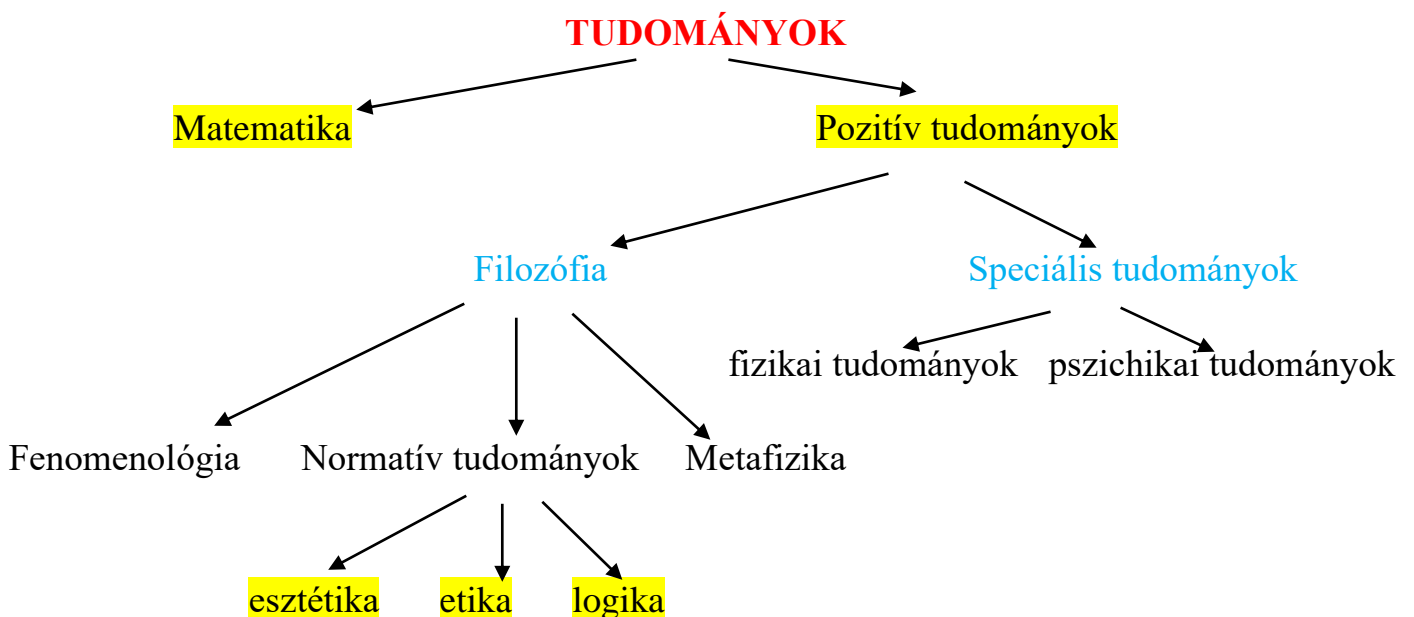 TUDOMÁNYOK
Matematika
Pozitív tudományok
Filozófia
Speciális tudományok
fizikai tudományok
pszichikai tudományok
Fenomenológia
Normatív tudományok
Metafizika
esztétika
etika
logika